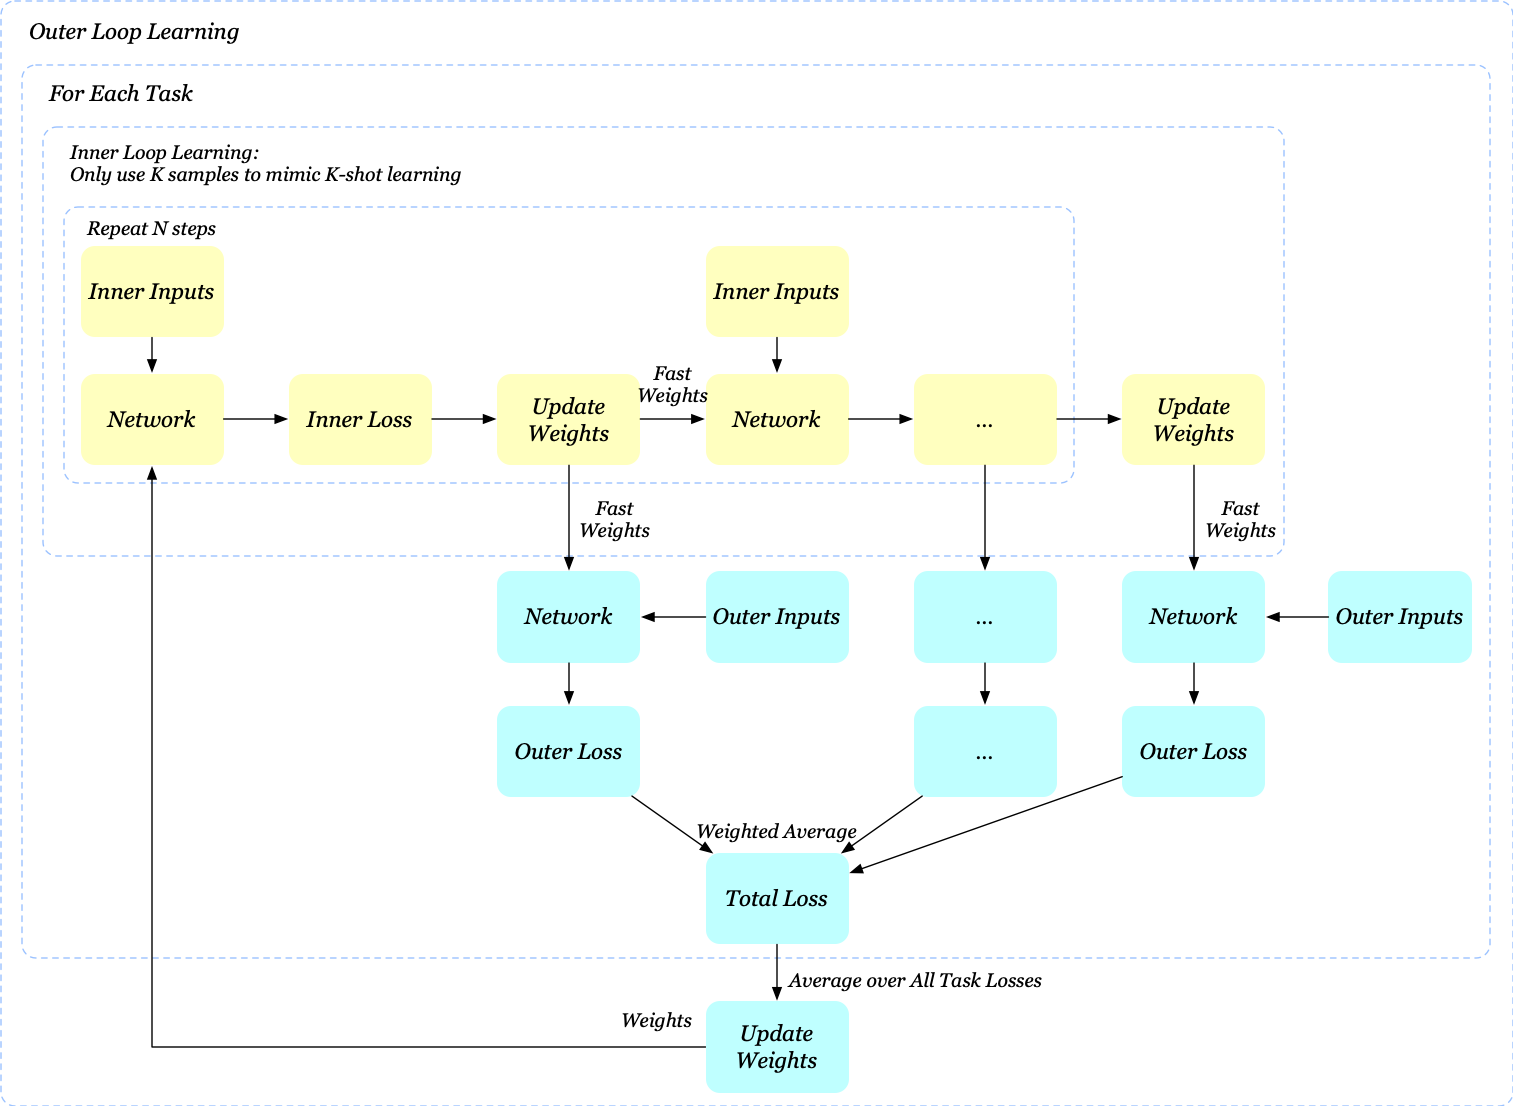 Outer Loop Learning
For Each Task
Inner Loop Learning:
Only use K samples to mimic K-shot learning
Repeat N steps
Inner Inputs
Inner Inputs
Network
Inner Loss
Update
Weights
Fast
Weights
Network
...
Update
Weights
Fast
Weights
Fast
Weights
Network
Outer Inputs
...
Network
Outer Inputs
Outer Loss
...
Outer Loss
Weighted Average
Total Loss
Average over All Task Losses
Weights
Update
Weights